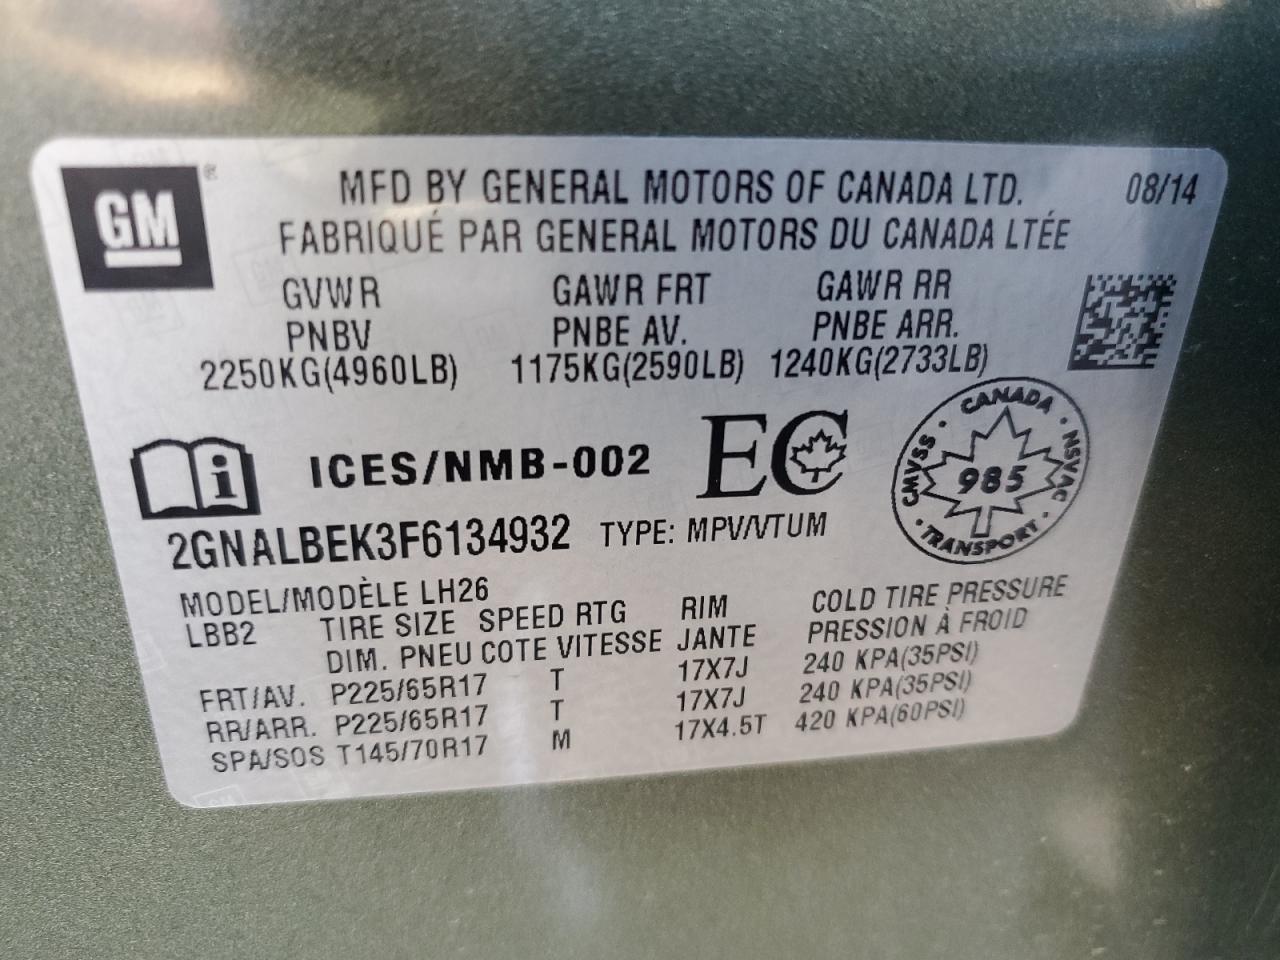 GM ®
MFD BY GENERAL MOTORS OF CANADA LTD. 08/14
FABRIQUÉ PAR GENERAL MOTORS DU CANADA LTÉE
GVWR GAWR FRT GAWR RR
PNBV PNBE AV. PNBE ARR.
2250KG(4960LB) 1175KG(2590LB) 1240KG(2733LB)
i ICES/NMB-002 EC
CANADA · NSVAC · TRANSPORT · CMVSS ·
985
2GNALBEK3F6134932 TYPE: MPV/VTUM
MODEL/MODÈLE LH26
LBB2 TIRE SIZE SPEED RTG RIM COLD TIRE PRESSURE
DIM. PNEU COTE VITESSE JANTE PRESSION À FROID
FRT/AV. P225/65R17 T 17X7J 240 KPA(35PSI)
RR/ARR. P225/65R17 T 17X7J 240 KPA(35PSI)
SPA/SOS T145/70R17 M 17X4.5T 420 KPA(60PSI)